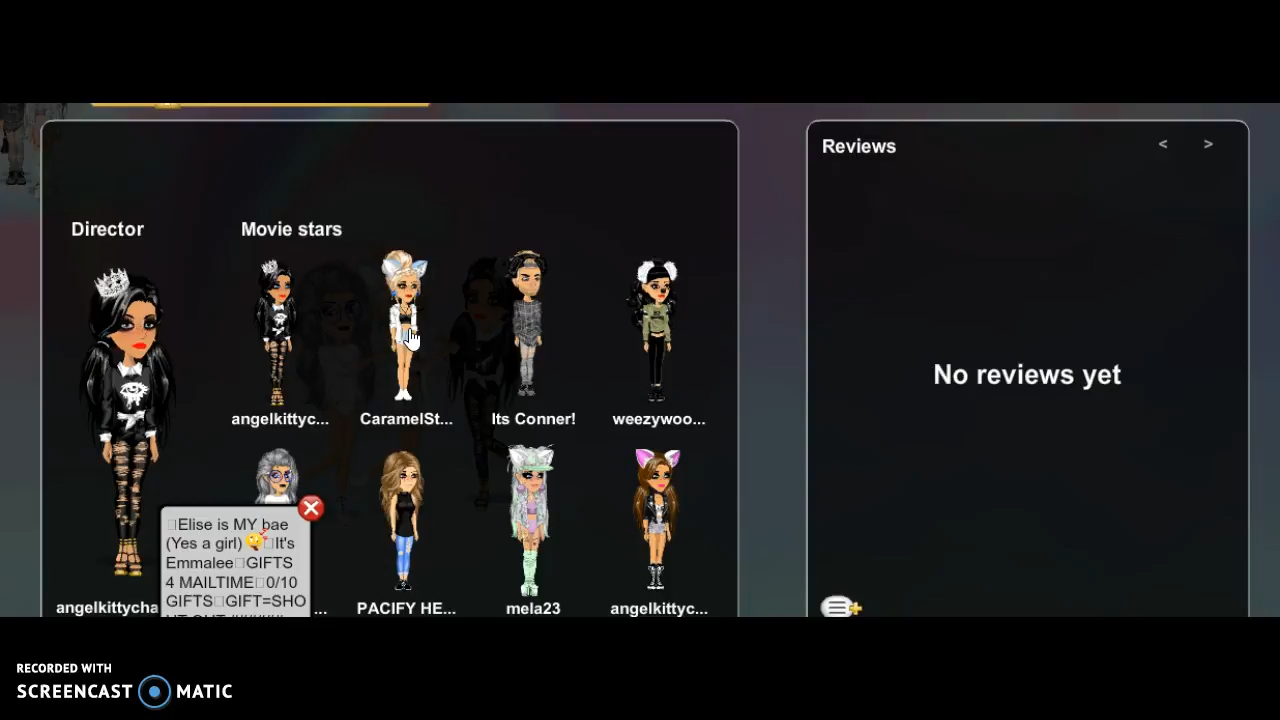 Reviews
< >
Director
Movie stars
No reviews yet
angelkittyc...
CaramelSt...
Its Conner!
weezywoo...
Elise is MY bae
(Yes a girl) It's
Emmalee GIFTS
4 MAILTIME 0/10
GIFTS GIFT=SHO
angelkittycha
...
PACIFY HE...
mela23
angelkittyc...
RECORDED WITH
SCREENCAST MATIC